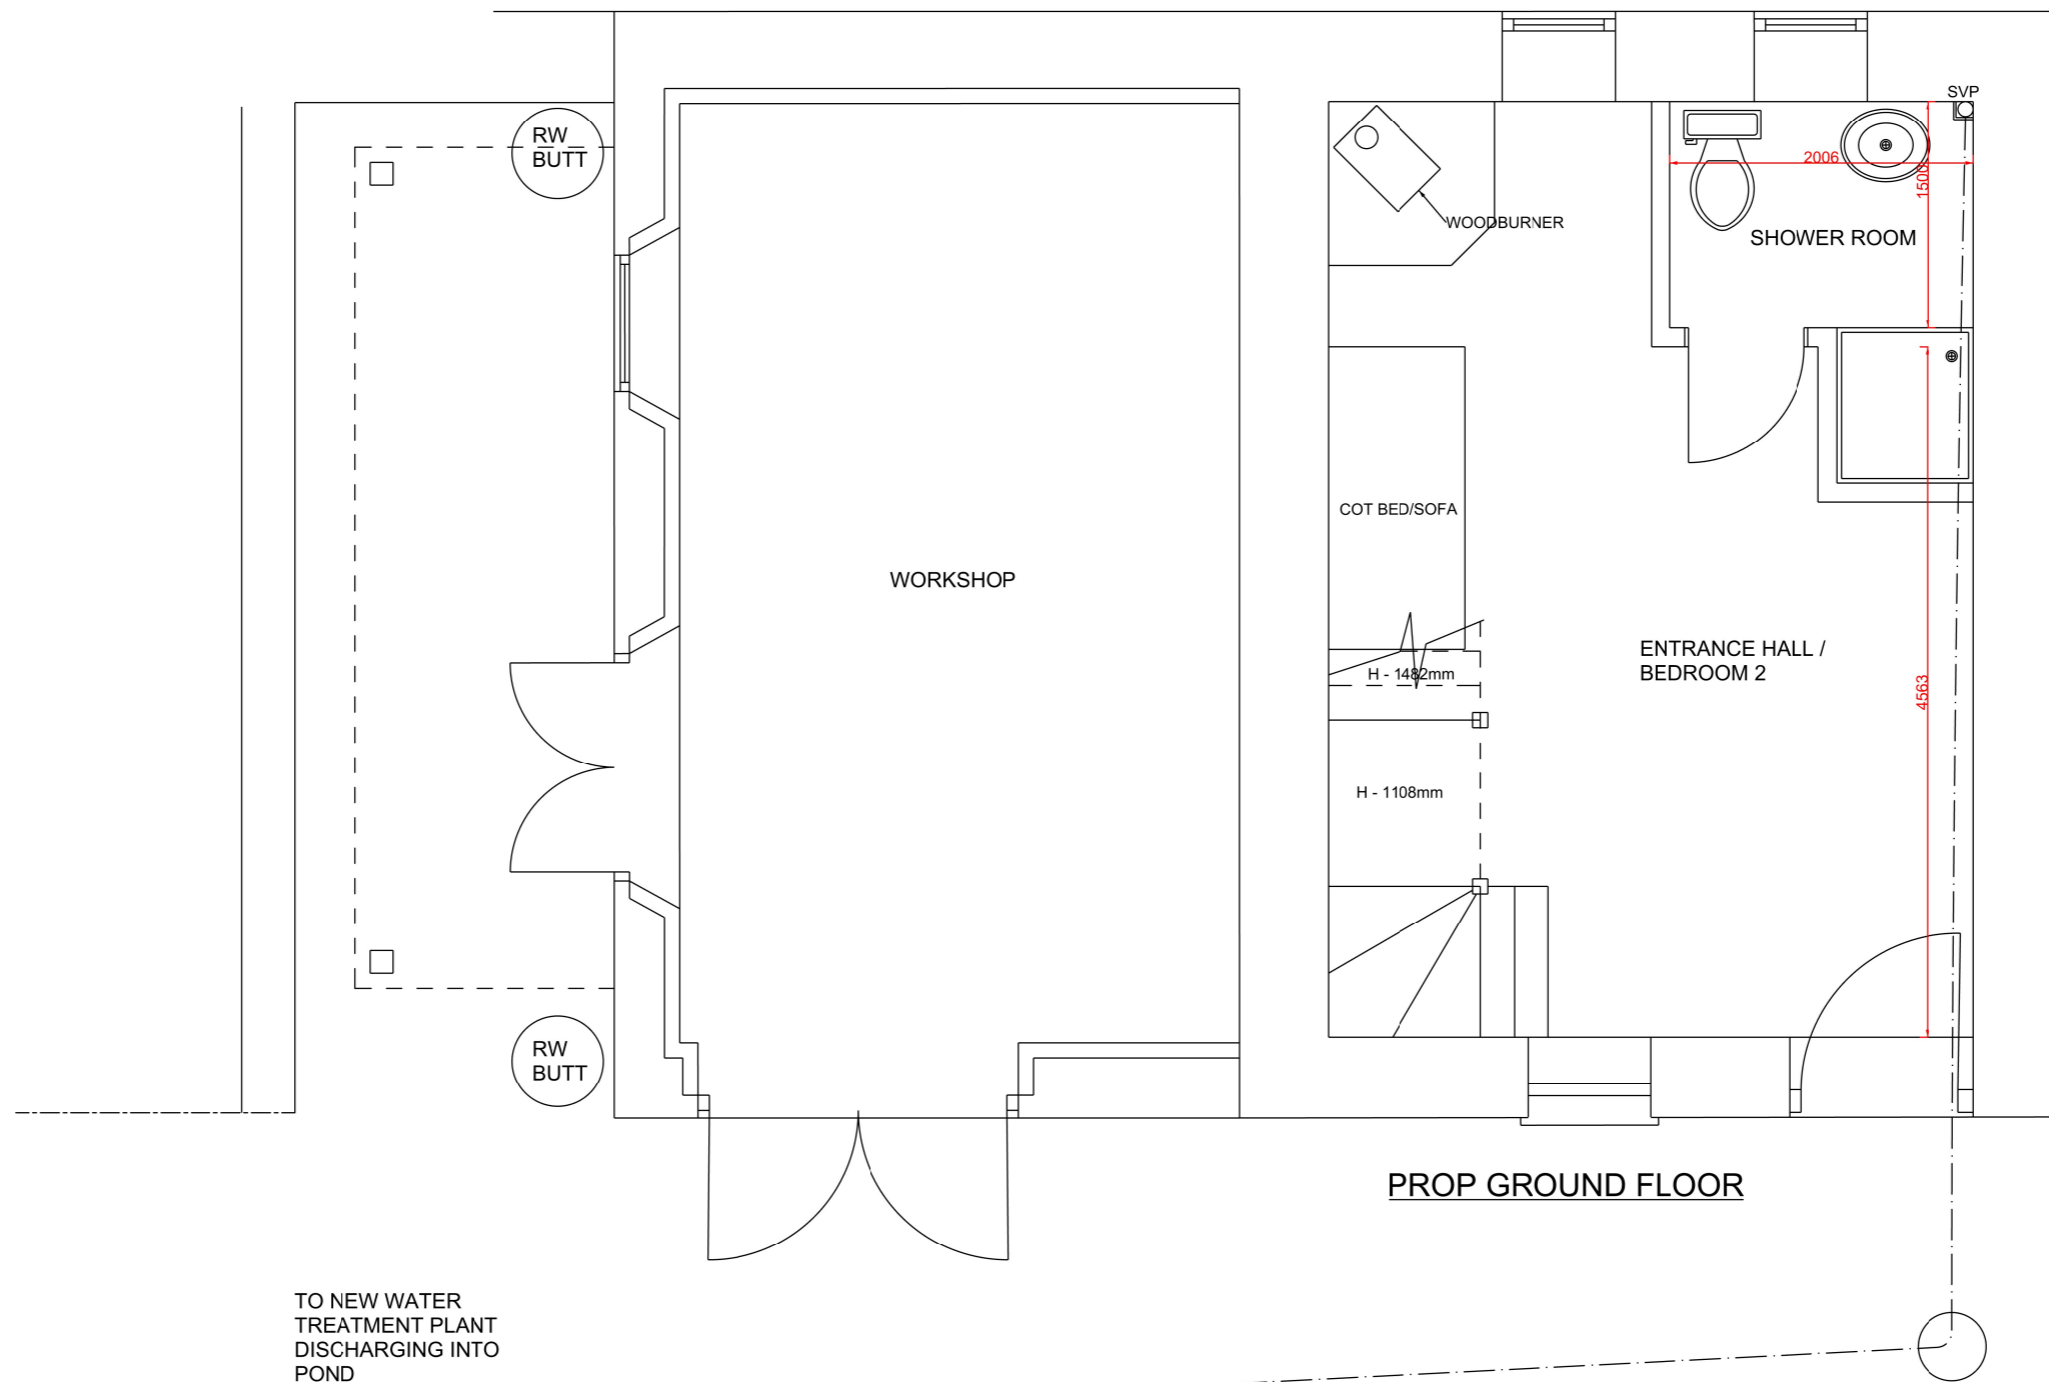 SVP
RW
BUTT
2006
1500
WOODBURNER
SHOWER ROOM
COT BED/SOFA
WORKSHOP
ENTRANCE HALL /
BEDROOM 2
H - 1482mm
4563
H - 1108mm
RW
BUTT
PROP GROUND FLOOR
TO NEW WATER
TREATMENT PLANT
DISCHARGING INTO
POND